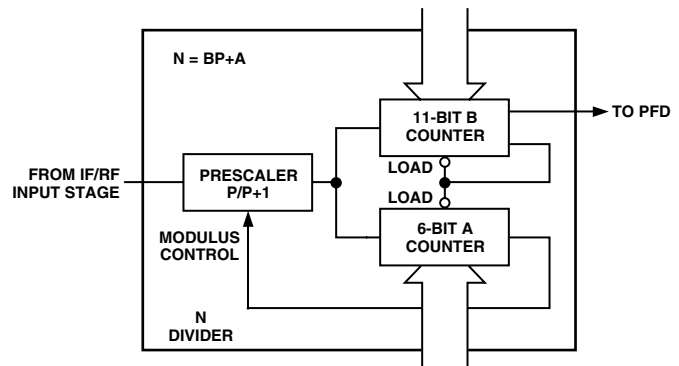 N = BP+A
11-BIT B
COUNTER
TO PFD
FROM IF/RF
INPUT STAGE
PRESCALER
P/P+1
LOAD
LOAD
MODULUS
CONTROL
6-BIT A
COUNTER
N
DIVIDER